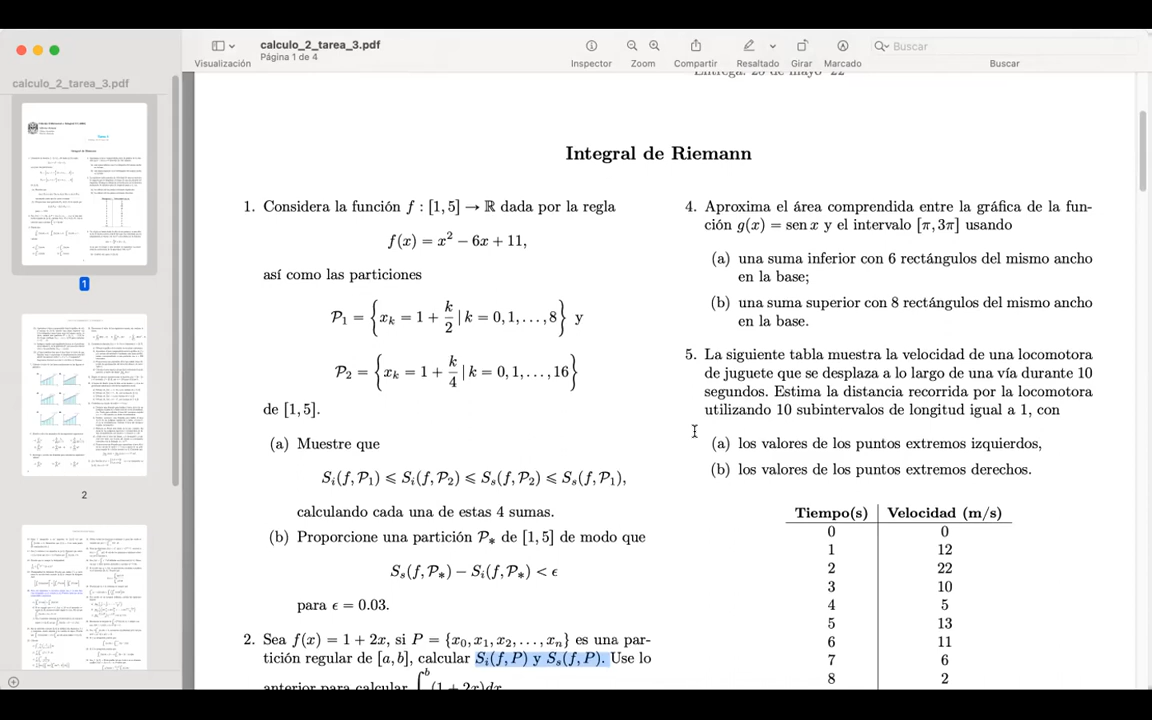 calculo_2_tarea_3.pdf
Página 1 de 4
Visualización
Inspector
Zoom
Compartir
Resaltado
Girar
Marcado
Buscar
Buscar
calculo_2_tarea_3.pdf
1
2
Integral de Riemann
1. Considera la función f : [1, 5] → ℝ dada por la regla
f(x) = x² − 6x + 11,
así como las particiones
𝒫₁ = { xₖ = 1 + k/2 | k = 0, 1, . . . , 8 } y
𝒫₂ = { xₖ = 1 + k/4 | k = 0, 1, . . . , 16 }
de [1, 5].
(a) Muestre que
Sᵢ(f, 𝒫₁) ⩽ Sᵢ(f, 𝒫₂) ⩽ Sₛ(f, 𝒫₂) ⩽ Sₛ(f, 𝒫₁),
calculando cada una de estas 4 sumas.
(b) Proporcione una partición 𝒫* de [1, 5] de modo que
Sₛ(f, 𝒫*) − Sᵢ(f, 𝒫*) < ϵ
para ϵ = 0.03.
2. Sea f(x) = 1 + 2x, si P = {x₀, x₁, x₂, . . . , xₙ} es una par-
tición regular de [a, b], calcular Sᵢ(f, P) y Sₛ(f, P). Use lo
anterior para calcular ∫ᵇ (1 + 2x)dx
4. Aproxima el área comprendida entre la gráfica de la fun-
ción g(x) = sen x y el intervalo [π, 3π] usando
(a) una suma inferior con 6 rectángulos del mismo ancho
en la base;
(b) una suma superior con 8 rectángulos del mismo ancho
en la base.
5. La siguiente tabla muestra la velocidad de una locomotora
de juguete que se desplaza a lo largo de una vía durante 10
segundos. Estima la distancia recorrida por la locomotora
utilizando 10 subintervalos de longitud igual a 1, con
(a) los valores de los puntos extremos izquierdos,
(b) los valores de los puntos extremos derechos.
Tiempo(s) Velocidad (m/s)
0 0
1 12
2 22
3 10
4 5
5 13
6 11
7 6
8 2